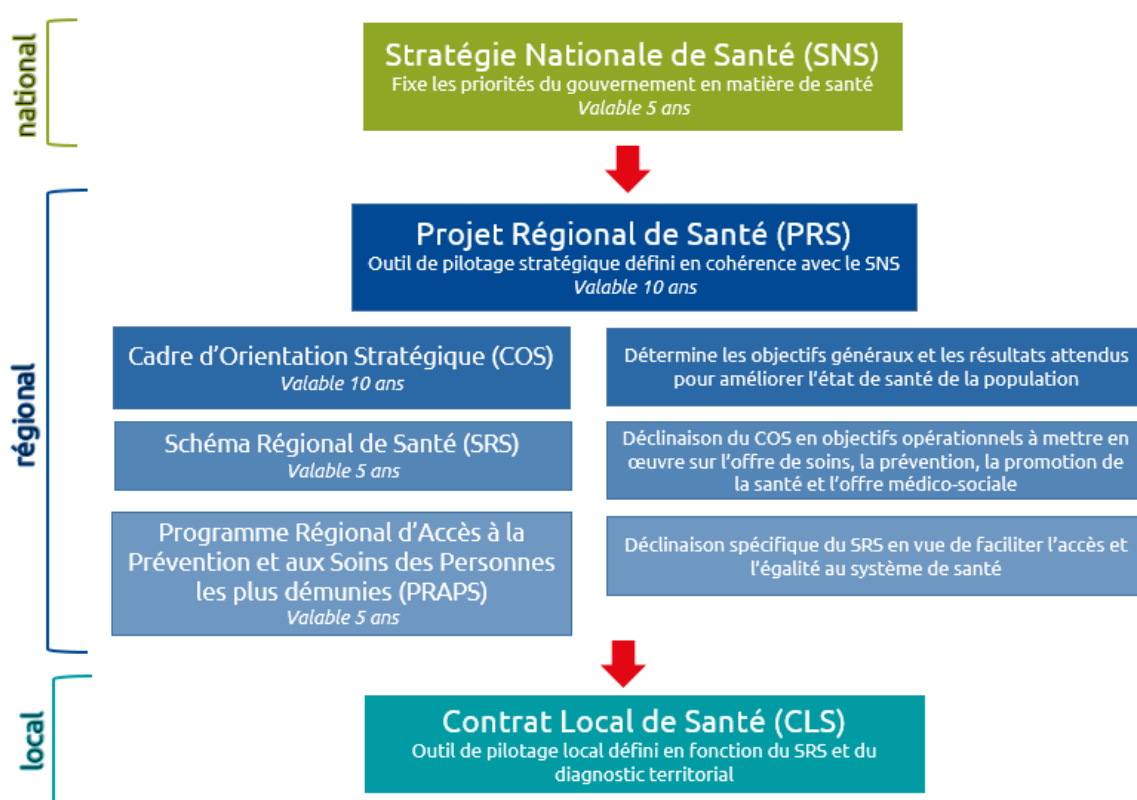 national
Stratégie Nationale de Santé (SNS)
Fixe les priorités du gouvernement en matière de santé
Valable 5 ans
régional
Projet Régional de Santé (PRS)
Outil de pilotage stratégique défini en cohérence avec le SNS
Valable 10 ans
Cadre d'Orientation Stratégique (COS)
Valable 10 ans
Détermine les objectifs généraux et les résultats attendus
pour améliorer l'état de santé de la population
Schéma Régional de Santé (SRS)
Valable 5 ans
Déclinaison du COS en objectifs opérationnels à mettre en
œuvre sur l'offre de soins, la prévention, la promotion de
la santé et l'offre médico-sociale
Programme Régional d'Accès à la
Prévention et aux Soins des Personnes
les plus démunies (PRAPS)
Valable 5 ans
Déclinaison spécifique du SRS en vue de faciliter l'accès et
l'égalité au système de santé
local
Contrat Local de Santé (CLS)
Outil de pilotage local défini en fonction du SRS et du
diagnostic territorial